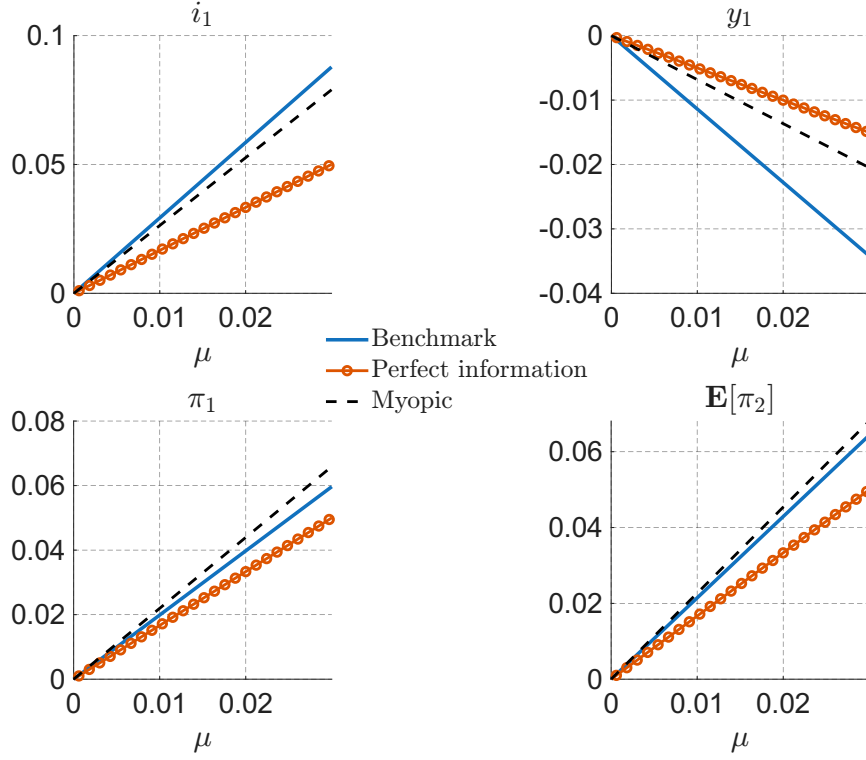 i₁
0.1
0.05
0
0 0.01 0.02
μ
y₁
0
-0.01
-0.02
-0.03
-0.04
0 0.01 0.02
μ
Benchmark
Perfect information
Myopic
π₁
0.08
0.06
0.04
0.02
0
0 0.01 0.02
μ
E[π₂]
0.06
0.04
0.02
0
0 0.01 0.02
μ